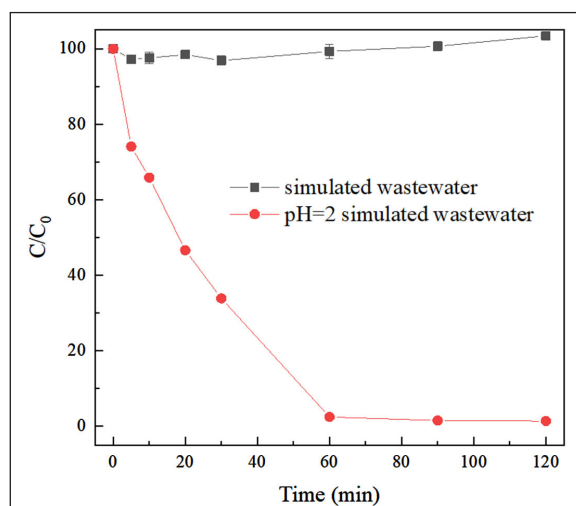 100
80
60
40
20
0
C/C₀
simulated wastewater
pH=2 simulated wastewater
0 20 40 60 80 100 120
Time (min)